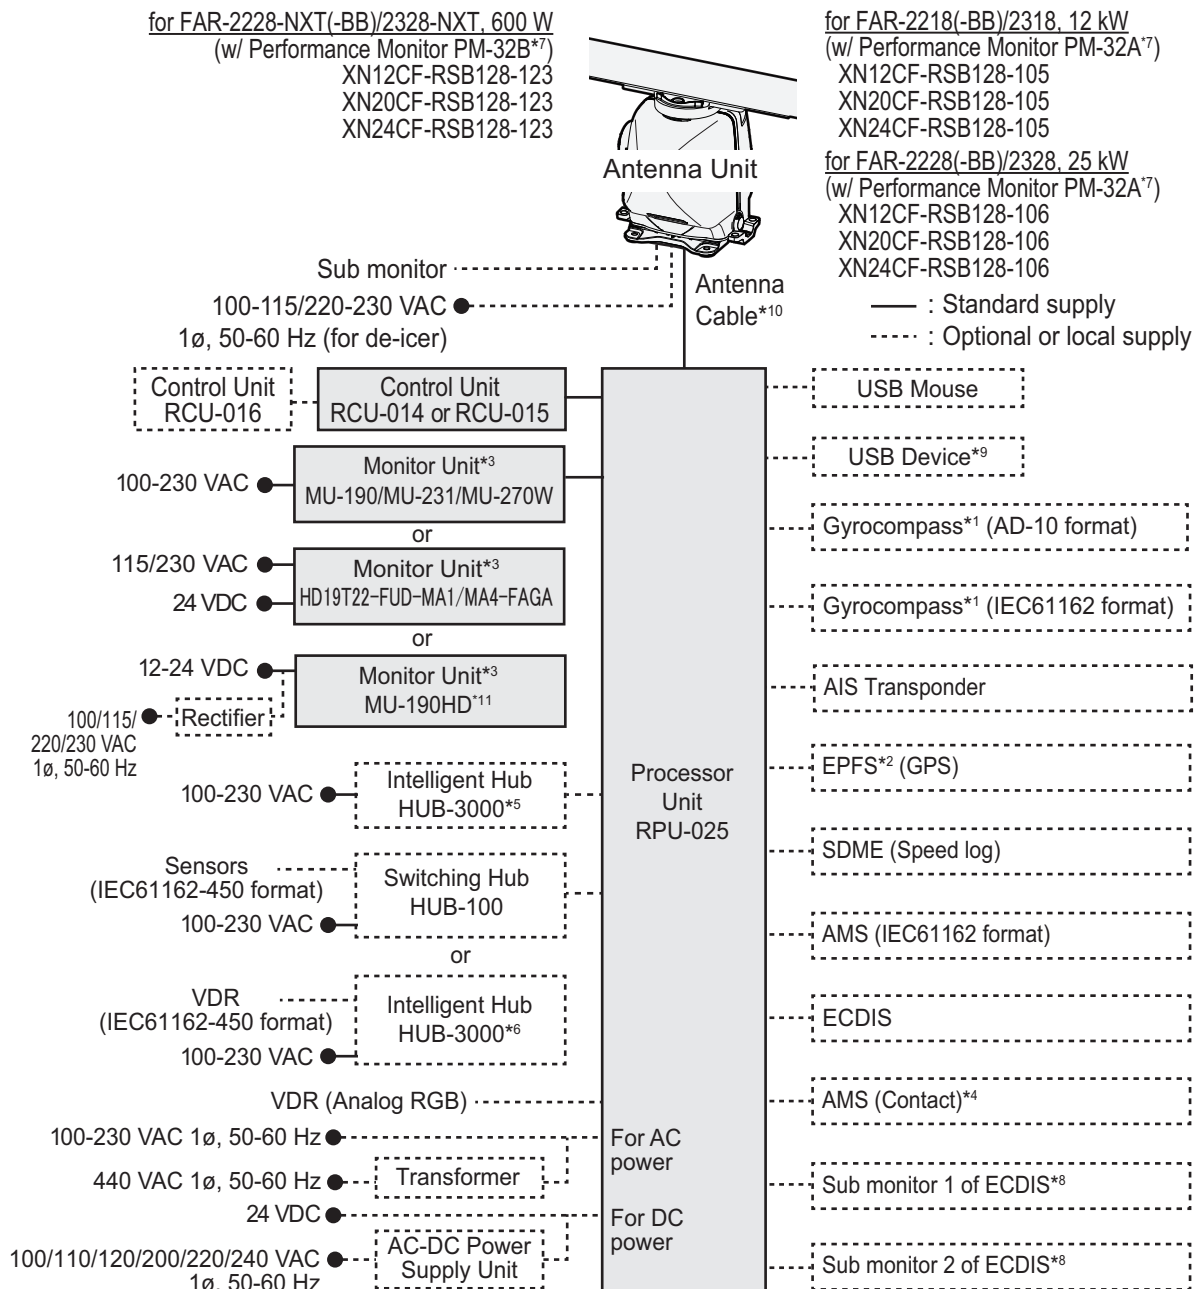 for FAR-2228-NXT(-BB)/2328-NXT, 600 W
(w/ Performance Monitor PM-32B*7)
XN12CF-RSB128-123
XN20CF-RSB128-123
XN24CF-RSB128-123
for FAR-2218(-BB)/2318, 12 kW
(w/ Performance Monitor PM-32A*7)
XN12CF-RSB128-105
XN20CF-RSB128-105
XN24CF-RSB128-105
for FAR-2228(-BB)/2328, 25 kW
(w/ Performance Monitor PM-32A*7)
XN12CF-RSB128-106
XN20CF-RSB128-106
XN24CF-RSB128-106
Antenna Unit
: Standard supply
: Optional or local supply
Sub monitor
100-115/220-230 VAC
1ø, 50-60 Hz (for de-icer)
Antenna
Cable*10
Control Unit
RCU-016
Control Unit
RCU-014 or RCU-015
100-230 VAC
Monitor Unit*3
MU-190/MU-231/MU-270W
or
115/230 VAC
24 VDC
Monitor Unit*3
HD19T22-FUD-MA1/MA4-FAGA
or
12-24 VDC
Monitor Unit*3
MU-190HD*11
100/115/
220/230 VAC
1ø, 50-60 Hz
Rectifier
100-230 VAC
Intelligent Hub
HUB-3000*5
Sensors
(IEC61162-450 format)
100-230 VAC
Switching Hub
HUB-100
or
VDR
(IEC61162-450 format)
100-230 VAC
Intelligent Hub
HUB-3000*6
VDR (Analog RGB)
100-230 VAC 1ø, 50-60 Hz
440 VAC 1ø, 50-60 Hz
Transformer
24 VDC
100/110/120/200/220/240 VAC
1ø, 50-60 Hz
AC-DC Power
Supply Unit
Processor
Unit
RPU-025
For AC
power
For DC
power
USB Mouse
USB Device*9
Gyrocompass*1 (AD-10 format)
Gyrocompass*1 (IEC61162 format)
AIS Transponder
EPFS*2 (GPS)
SDME (Speed log)
AMS (IEC61162 format)
ECDIS
AMS (Contact)*4
Sub monitor 1 of ECDIS*8
Sub monitor 2 of ECDIS*8